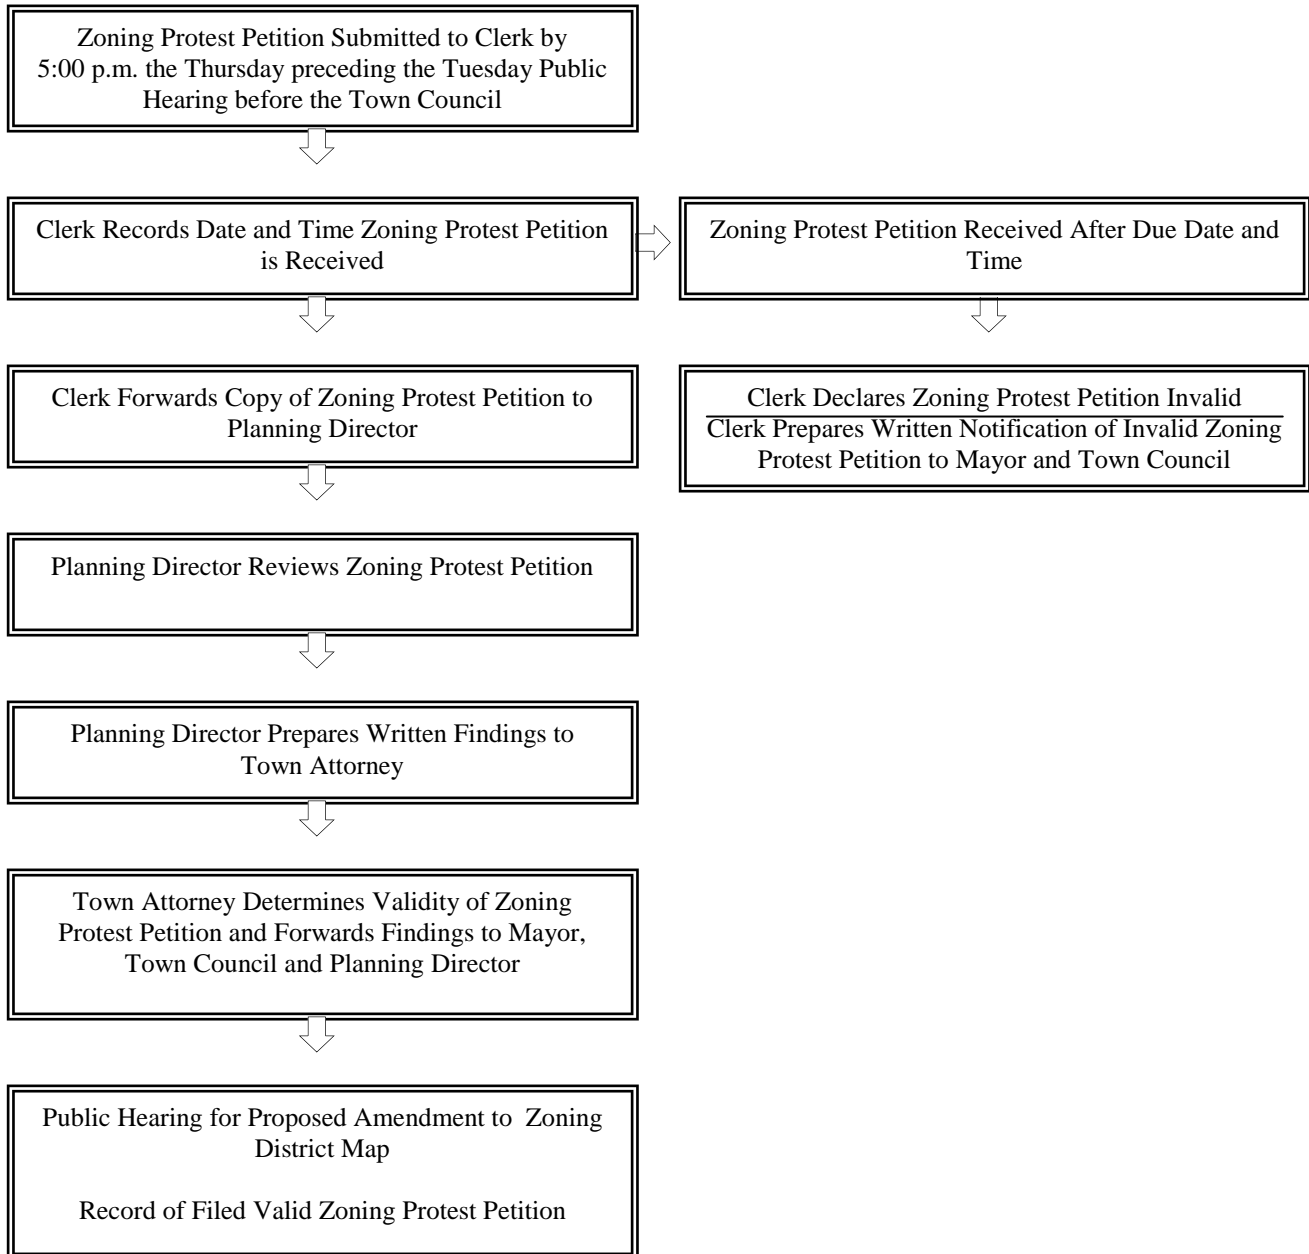 Zoning Protest Petition Submitted to Clerk by
5:00 p.m. the Thursday preceding the Tuesday Public
Hearing before the Town Council
Clerk Records Date and Time Zoning Protest Petition
is Received
Zoning Protest Petition Received After Due Date and
Time
Clerk Forwards Copy of Zoning Protest Petition to
Planning Director
Clerk Declares Zoning Protest Petition Invalid
Clerk Prepares Written Notification of Invalid Zoning
Protest Petition to Mayor and Town Council
Planning Director Reviews Zoning Protest Petition
Planning Director Prepares Written Findings to
Town Attorney
Town Attorney Determines Validity of Zoning
Protest Petition and Forwards Findings to Mayor,
Town Council and Planning Director
Public Hearing for Proposed Amendment to Zoning
District Map
Record of Filed Valid Zoning Protest Petition